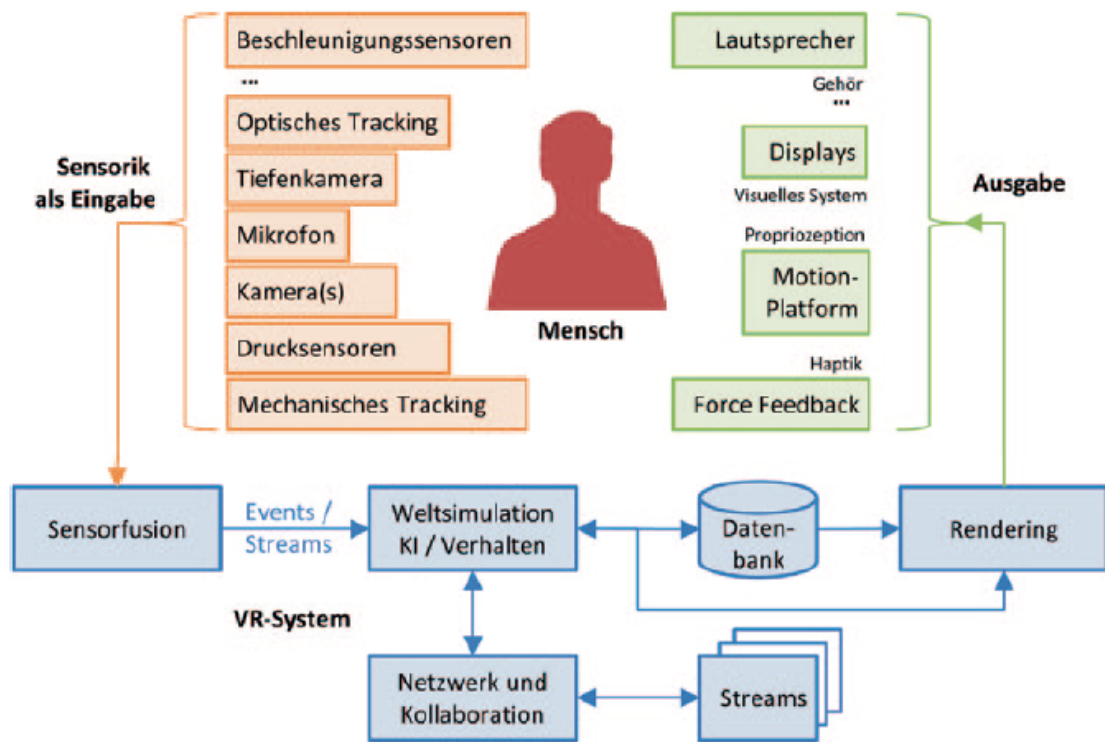 Beschleunigungssensoren
...
Optisches Tracking
Tiefenkamera
Mikrofon
Kamera(s)
Drucksensoren
Mechanisches Tracking
Sensorik
als Eingabe
Mensch
Lautsprecher
Gehör
...
Displays
Visuelles System
Propriozeption
Motion-
Platform
Haptik
Force Feedback
Ausgabe
Sensorfusion
Events /
Streams
Weltsimulation
KI / Verhalten
Daten-
bank
Rendering
VR-System
Netzwerk und
Kollaboration
Streams